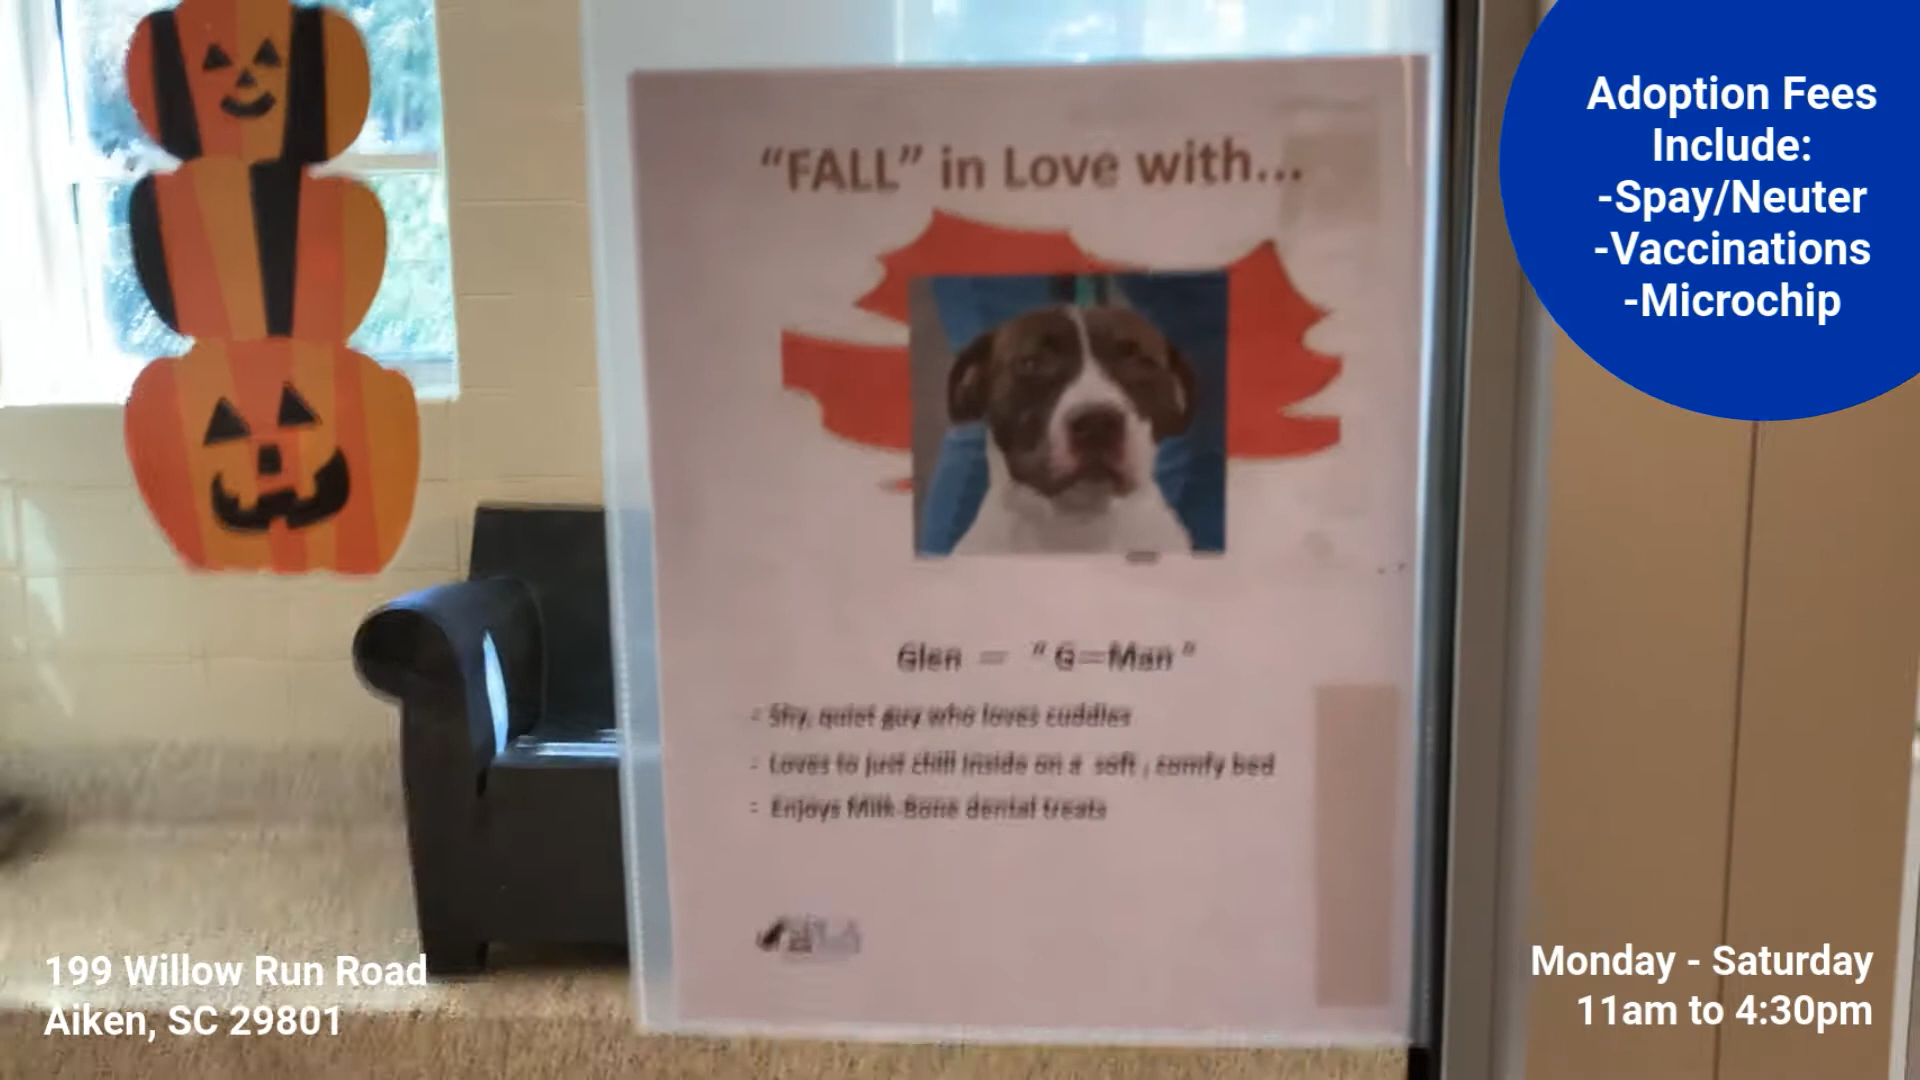 Adoption Fees
Include:
-Spay/Neuter
-Vaccinations
-Microchip
“FALL” in Love with...
Glen – “G–Man”
- Shy, quiet guy who loves cuddles
- Loves to just chill inside on a soft, comfy bed
- Enjoys Milk-Bone dental treats
199 Willow Run Road
Aiken, SC 29801
Monday - Saturday
11am to 4:30pm